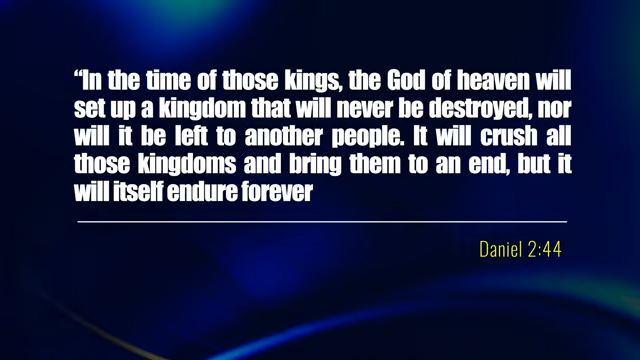 “In the time of those kings, the God of heaven will
set up a kingdom that will never be destroyed, nor
will it be left to another people. It will crush all
those kingdoms and bring them to an end, but it
will itself endure forever
Daniel 2:44